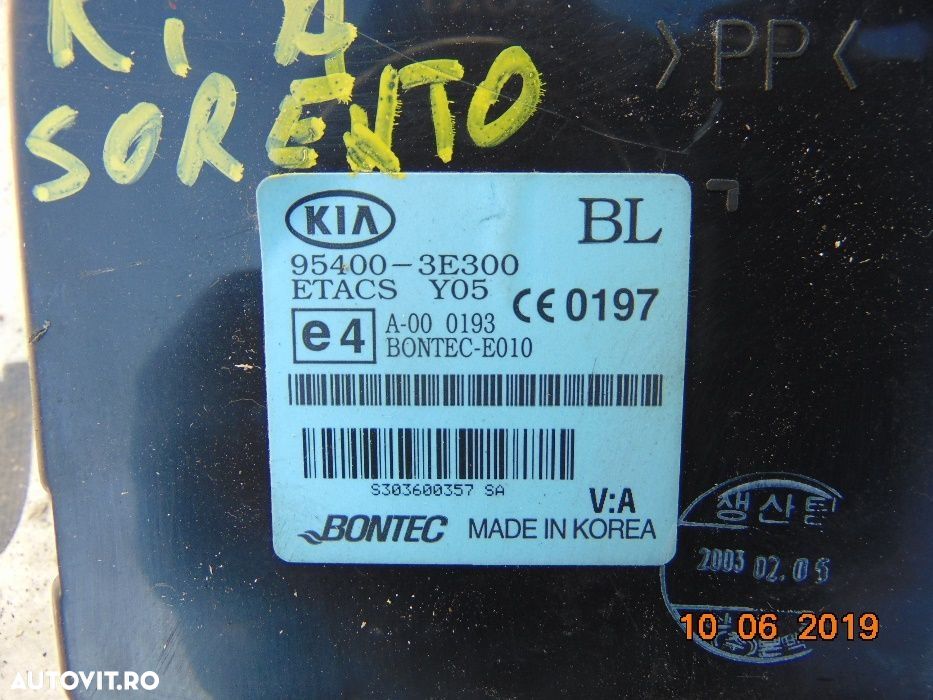 KIA
SORENTO
>PP<
KIA
BL
95400-3E300
ETACS Y05
CE 0197
e4
A-00 0193
BONTEC-E010
S303600357 SA
V:A
BONTEC
MADE IN KOREA
생산팀
2003 02. 05
10 06 2019
AUTOVIT.RO